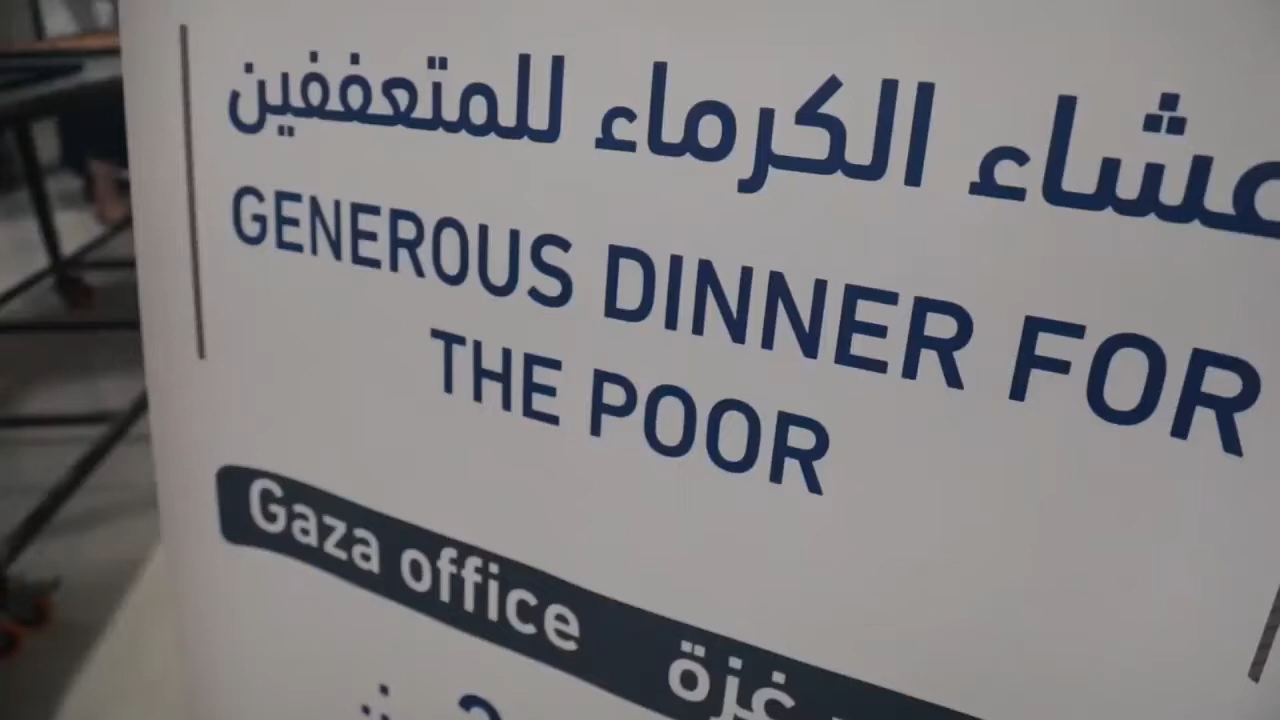 عشاء الكرماء للمتعففين
GENEROUS DINNER FOR
THE POOR
Gaza office غزة